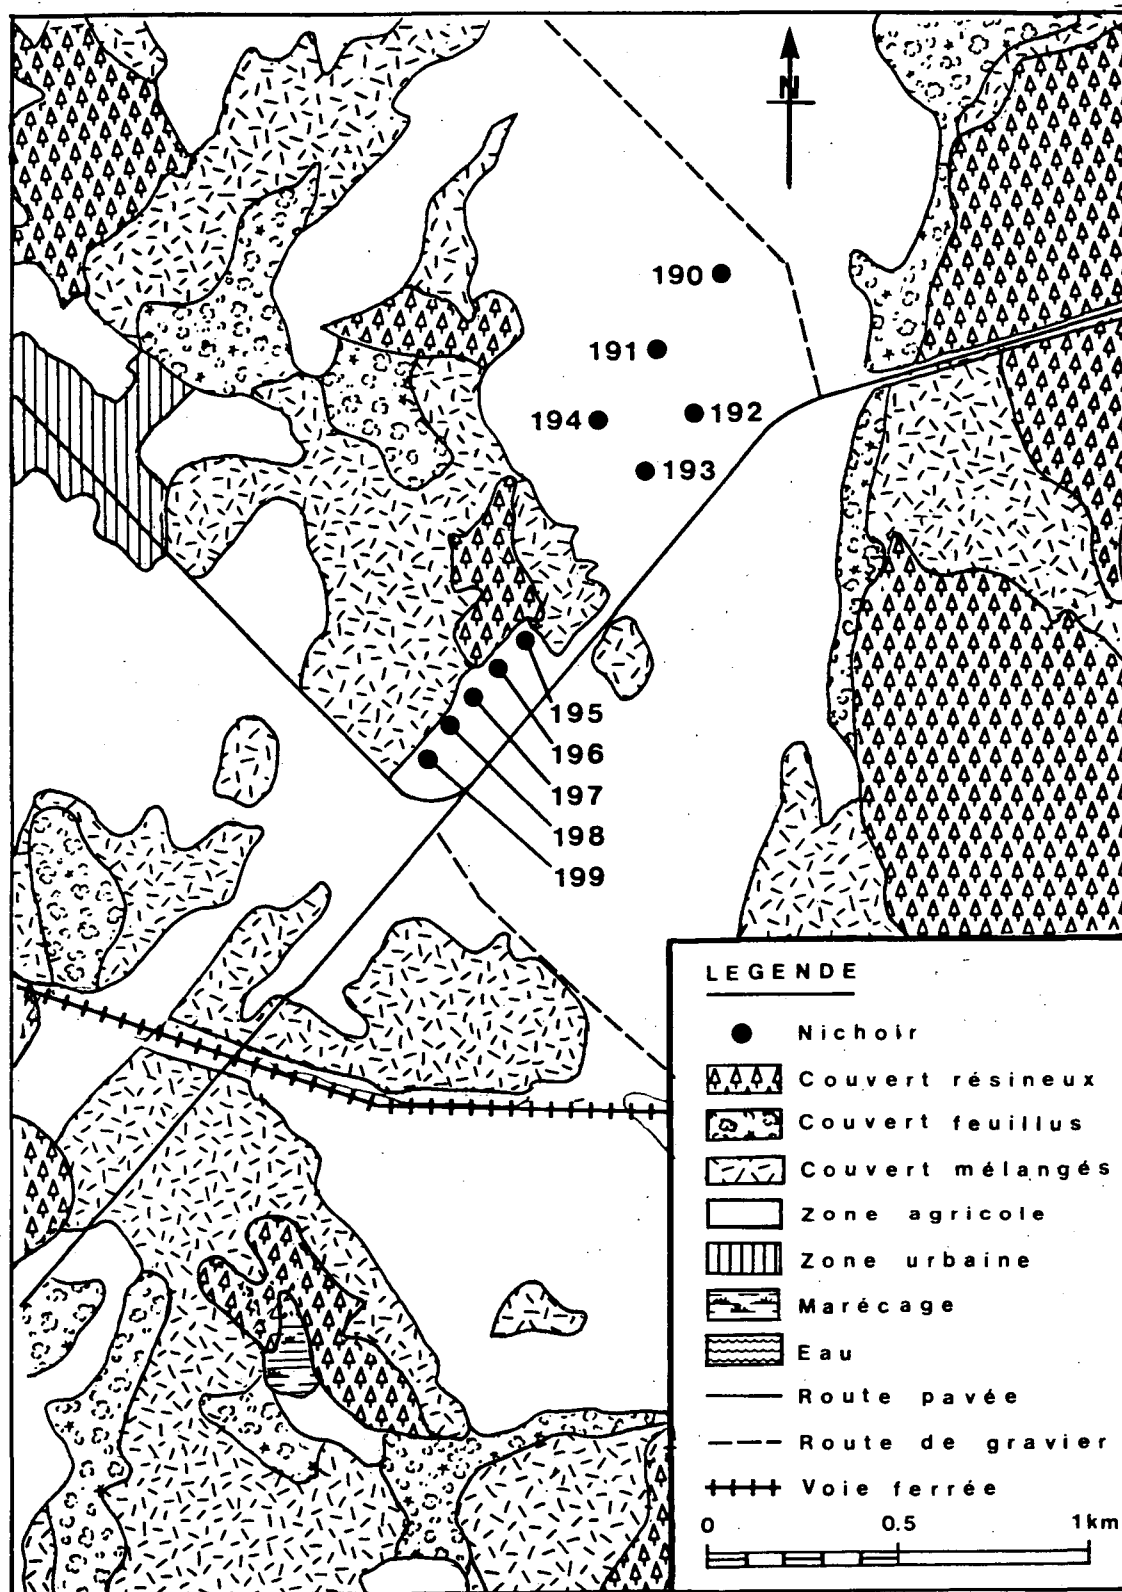 N
190
191
194
192
193
195
196
197
198
199
LEGENDE
Nichoir
Couvert résineux
Couvert feuillus
Couvert mélangés
Zone agricole
Zone urbaine
Marécage
Eau
Route pavée
Route de gravier
Voie ferrée
0 0.5 1km